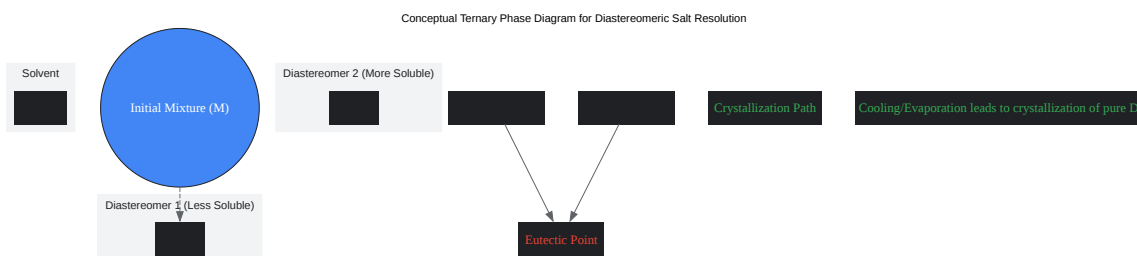 Conceptual Ternary Phase Diagram for Diastereomeric Salt Resolution
Solvent
Initial Mixture (M)
Diastereomer 2 (More Soluble)
Crystallization Path
Cooling/Evaporation leads to crystallization of pure D
Diastereomer 1 (Less Soluble)
Eutectic Point